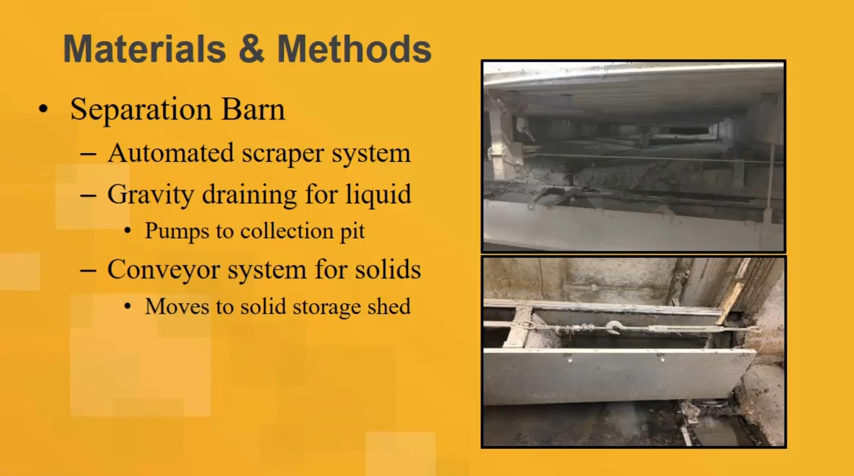 Materials & Methods
• Separation Barn
– Automated scraper system
– Gravity draining for liquid
• Pumps to collection pit
– Conveyor system for solids
• Moves to solid storage shed